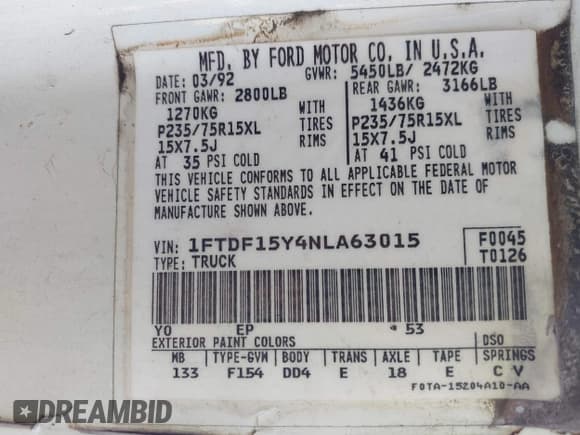 MFD. BY FORD MOTOR CO. IN U.S.A.
DATE: 03/92 GVWR: 5450LB/ 2472KG
FRONT GAWR: 2800LB REAR GAWR: 3166LB
1270KG WITH 1436KG WITH
P235/75R15XL TIRES P235/75R15XL TIRES
15X7.5J RIMS 15X7.5J RIMS
AT 35 PSI COLD AT 41 PSI COLD
THIS VEHICLE CONFORMS TO ALL APPLICABLE FEDERAL MOTOR
VEHICLE SAFETY STANDARDS IN EFFECT ON THE DATE OF
MANUFACTURE SHOWN ABOVE.
VIN: 1FTDF15Y4NLA63015 F0045
TYPE: TRUCK T0126
YO EP * 53
EXTERIOR PAINT COLORS DSO
WB TYPE-GVW BODY TRANS AXLE TAPE SPRINGS
133 F154 DD4 E 18 E C V
F0TA-15204A10-AA
DREAMBID